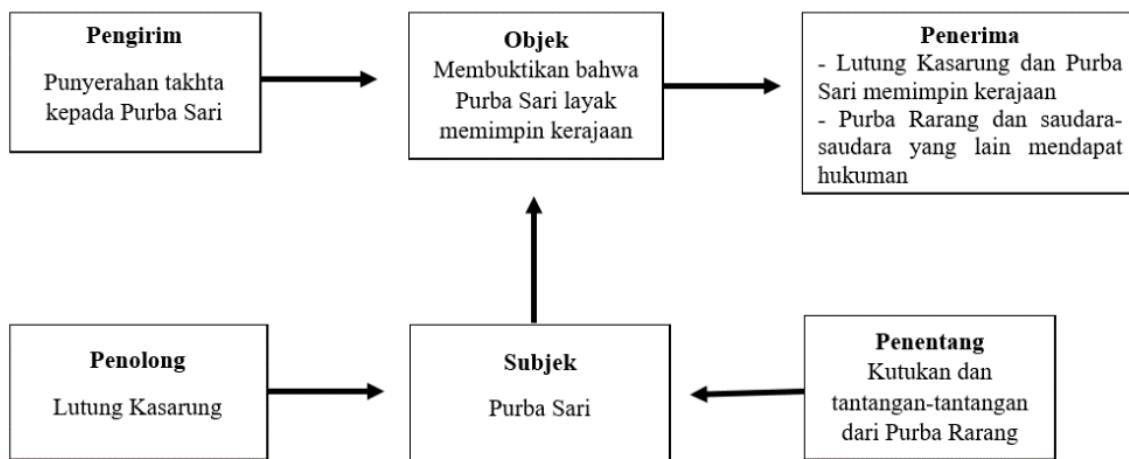 Pengirim
Punyerahan takhta
kepada Purba Sari
Objek
Membuktikan bahwa
Purba Sari layak
memimpin kerajaan
Penerima
- Lutung Kasarung dan Purba
Sari memimpin kerajaan
- Purba Rarang dan saudara-
saudara yang lain mendapat
hukuman
Penolong
Lutung Kasarung
Subjek
Purba Sari
Penentang
Kutukan dan
tantangan-tantangan
dari Purba Rarang